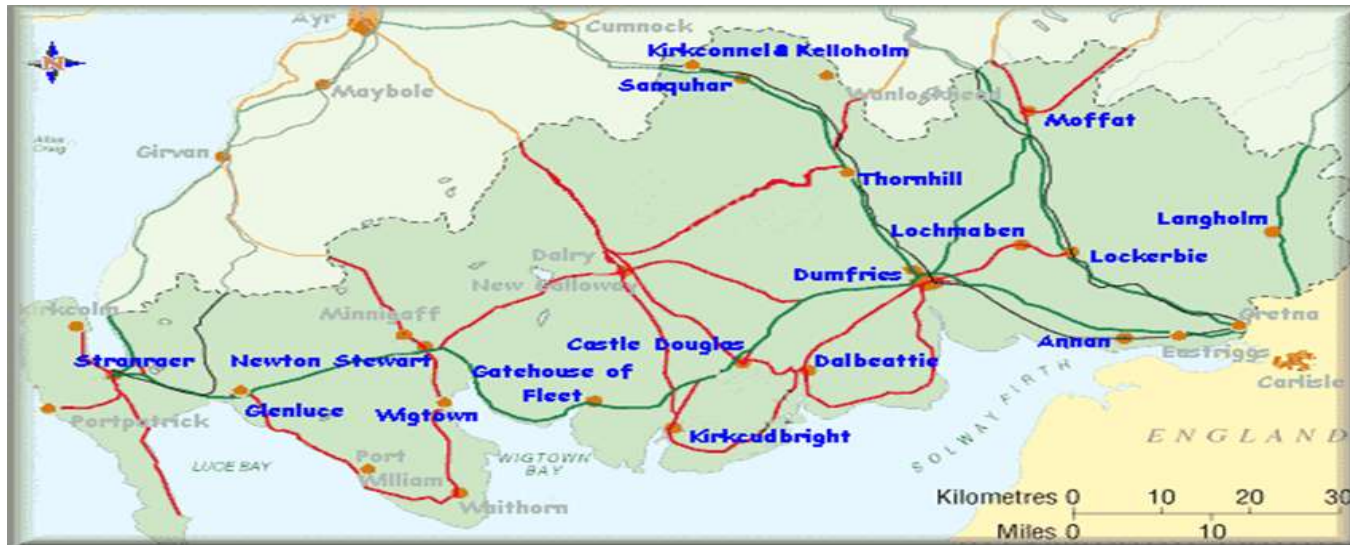 Ayr
Cumnock
Kirkconnel & Kelloholm
Sanquhar
Wanlockhead
Maybole
Moffat
Ailsa
Craig
Girvan
Thornhill
Langholm
Lochmaben
Lockerbie
Dalry
Dumfries
New Galloway
Kirkcolm
Minnigaff
Gretna
Stranraer
Newton Stewart
Castle Douglas
Dalbeattie
Annan
Eastriggs
Carlisle
Gatehouse of
Fleet
Portpatrick
Glenluce
Wigtown
Kirkcudbright
SOLWAY FIRTH
ENGLAND
LUCE BAY
Port
William
WIGTOWN
BAY
Whithorn
Kilometres 0 10 20 30
Miles 0 10
N